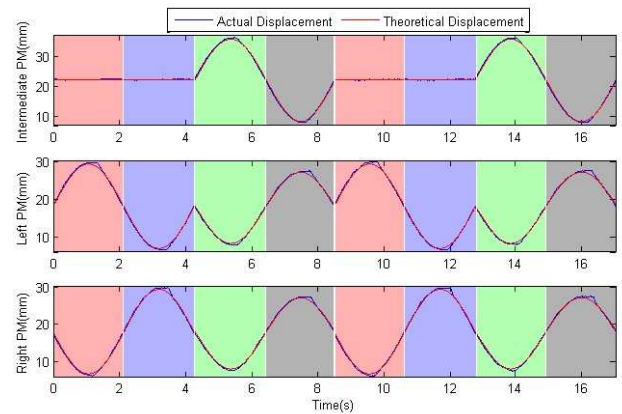 Actual Displacement
Theoretical Displacement
Intermediate PM(mm)
30
20
10
0 2 4 6 8 10 12 14 16
Left PM(mm)
30
20
10
0 2 4 6 8 10 12 14 16
Right PM(mm)
30
20
10
0 2 4 6 8 10 12 14 16
Time(s)